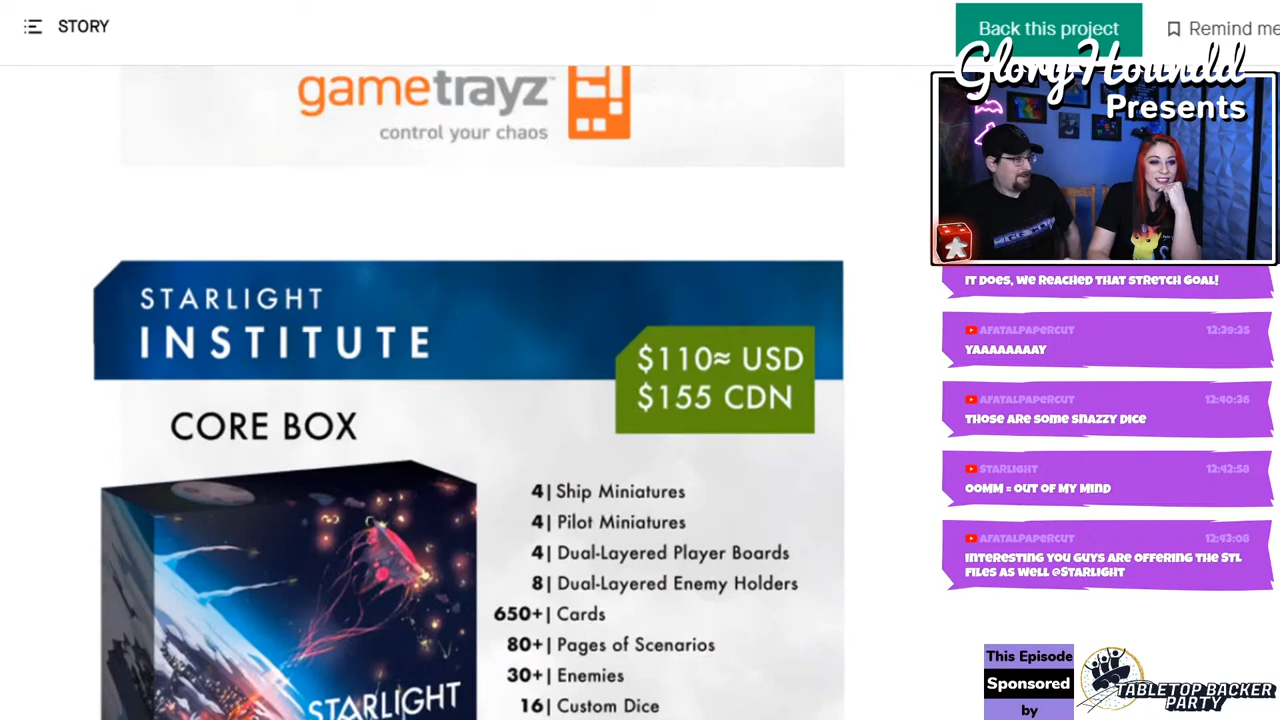 STORY
Back this project
Remind me
GloryHoundd
Presents
gametrayz™
control your chaos
STARLIGHT
INSTITUTE
$110≈ USD
$155 CDN
CORE BOX
4| Ship Miniatures
4| Pilot Miniatures
4| Dual-Layered Player Boards
8| Dual-Layered Enemy Holders
650+| Cards
80+| Pages of Scenarios
30+| Enemies
16| Custom Dice
STARLIGHT
IT DOES, WE REACHED THAT STRETCH GOAL!
AFATALPAPERCUT 12:39:35
YAAAAAAAAY
AFATALPAPERCUT 12:40:36
THOSE ARE SOME SNAZZY DICE
STARLIGHT 12:42:58
OOMM = OUT OF MY MIND
AFATALPAPERCUT 12:43:08
INTERESTING YOU GUYS ARE OFFERING THE STL
FILES AS WELL @STARLIGHT
This Episode
Sponsored
by
TABLETOP BACKER
PARTY